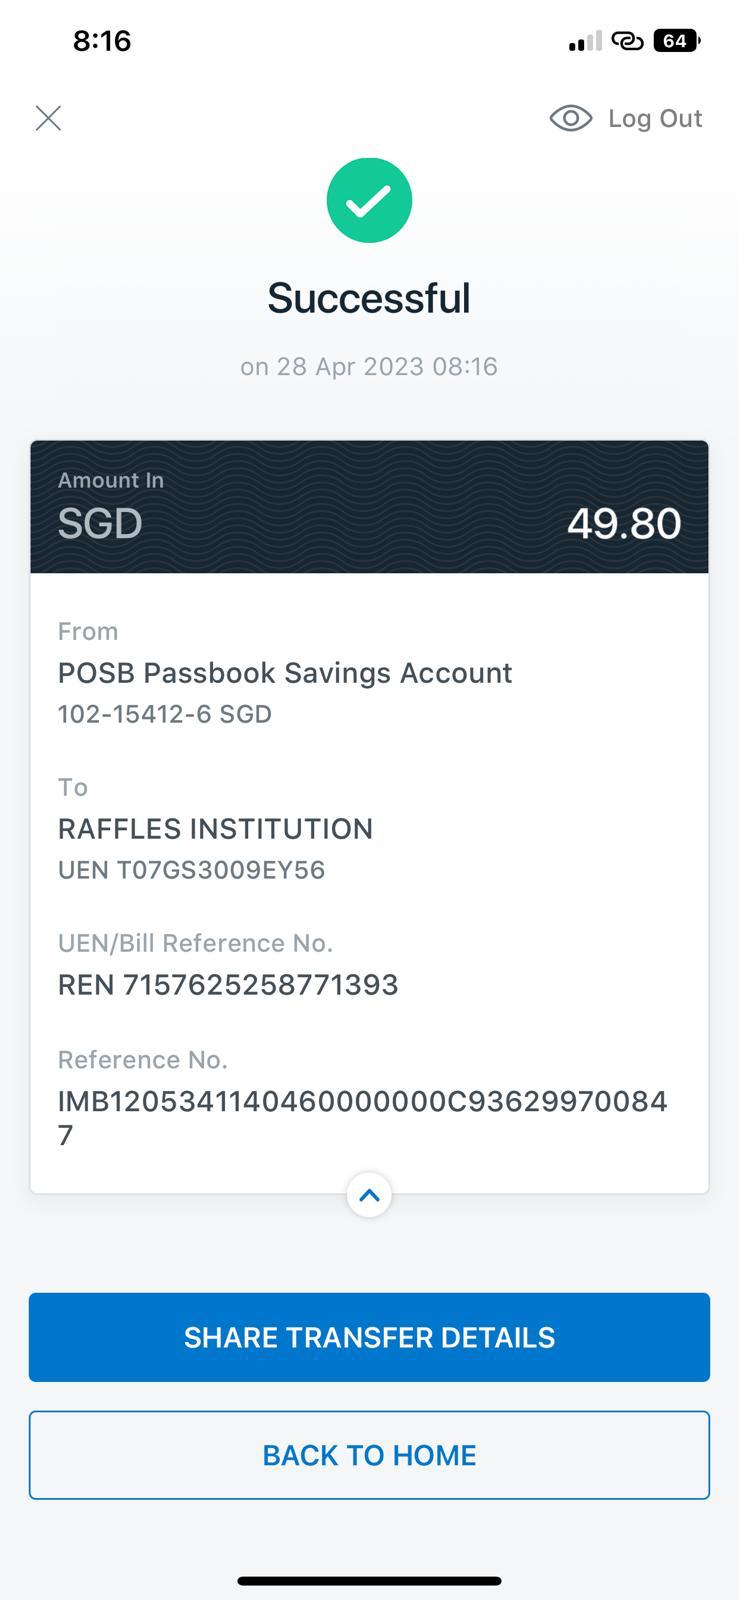 8:16
64
Log Out
Successful
on 28 Apr 2023 08:16
Amount In
SGD 49.80
From
POSB Passbook Savings Account
102-15412-6 SGD
To
RAFFLES INSTITUTION
UEN T07GS3009EY56
UEN/Bill Reference No.
REN 7157625258771393
Reference No.
IMB1205341140460000000C93629970084
7
SHARE TRANSFER DETAILS
BACK TO HOME